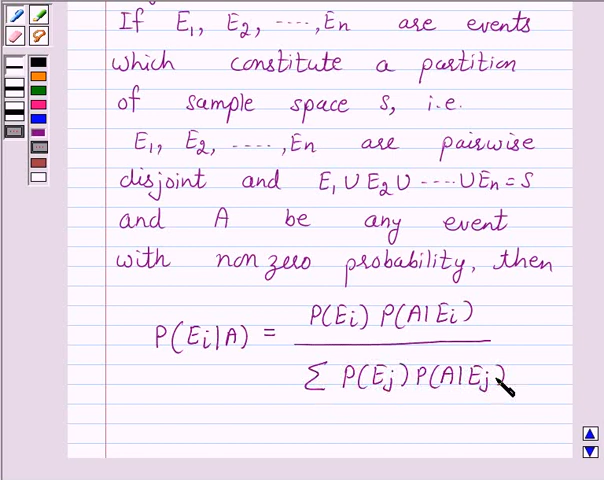 If E₁, E₂, ....,En are events
which constitute a partition
of sample space s, i.e.
E₁, E₂, ....,En are pairwise
disjoint and E₁ ∪ E₂ ∪ .... ∪ En = S
and A be any event
with non zero probability, then
P(Ei|A) = P(Ei) P(A|Ei)
Σ P(Ej) P(A|Ej)